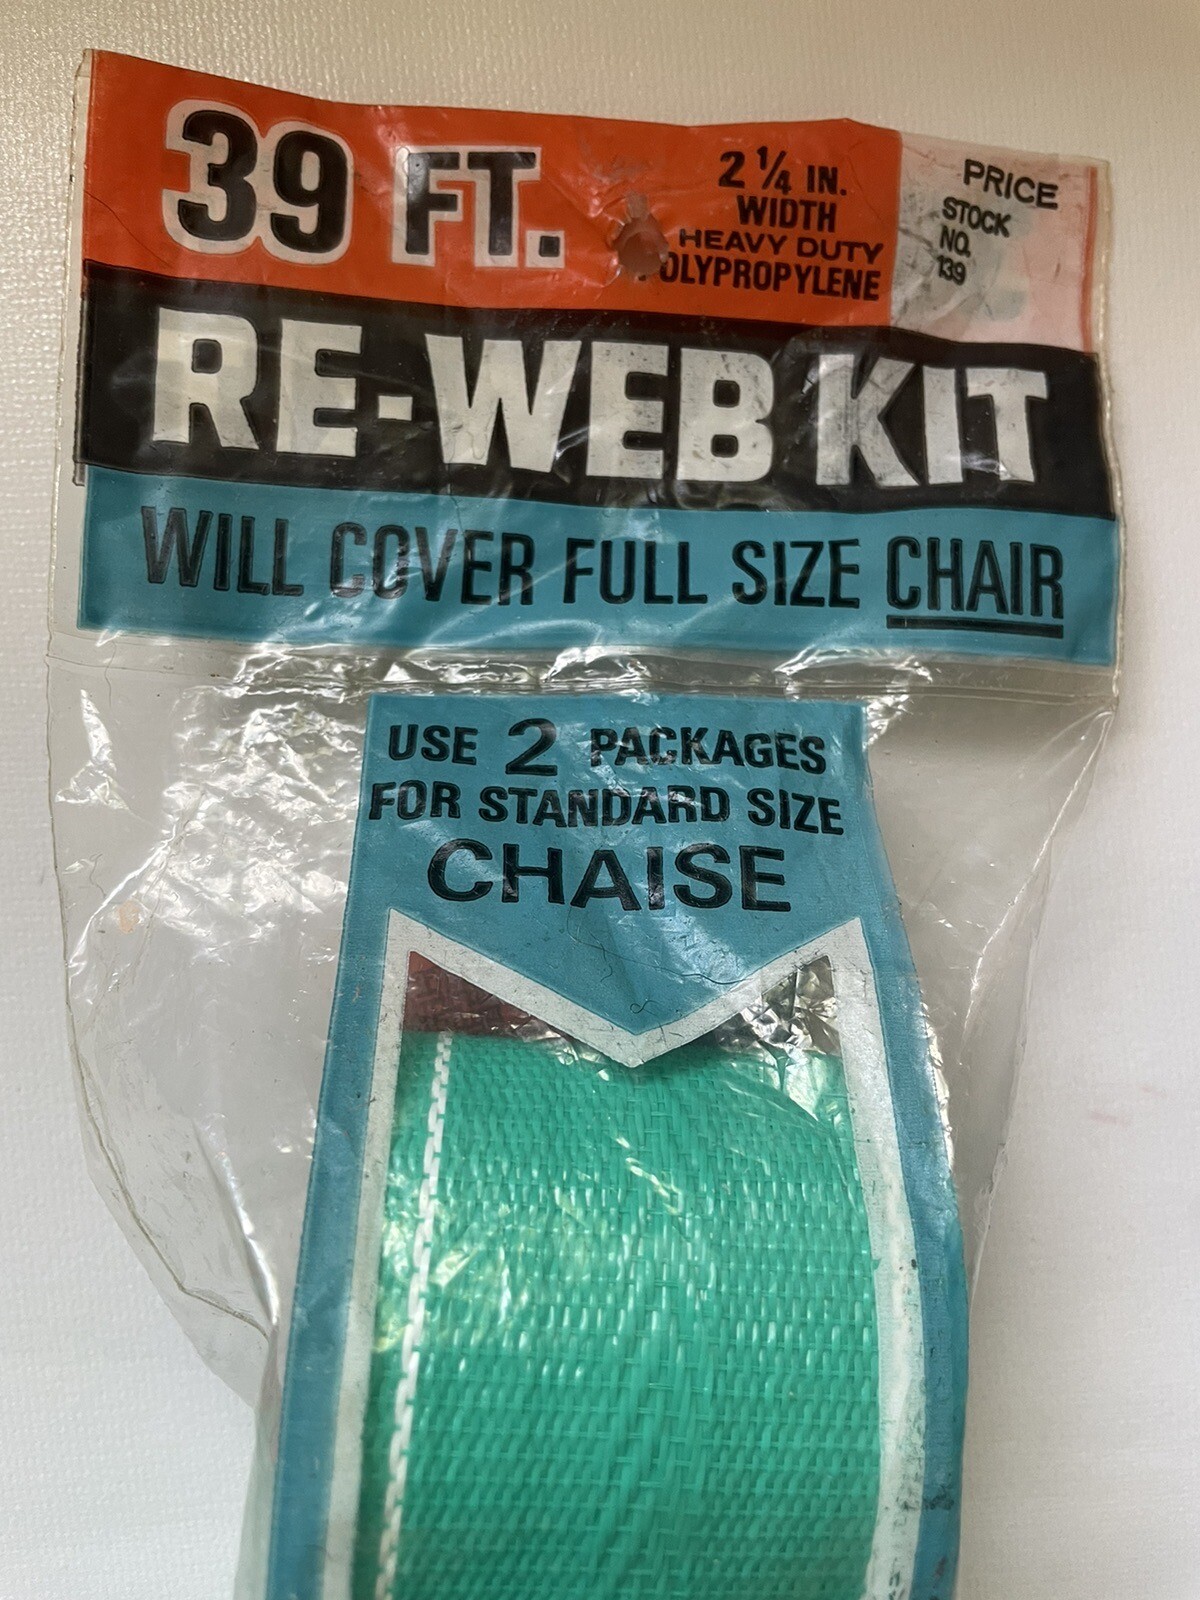 39 FT.
2 1/4 IN.
WIDTH
HEAVY DUTY
POLYPROPYLENE
PRICE
STOCK
NO.
139
RE-WEB KIT
WILL COVER FULL SIZE CHAIR
USE 2 PACKAGES
FOR STANDARD SIZE
CHAISE